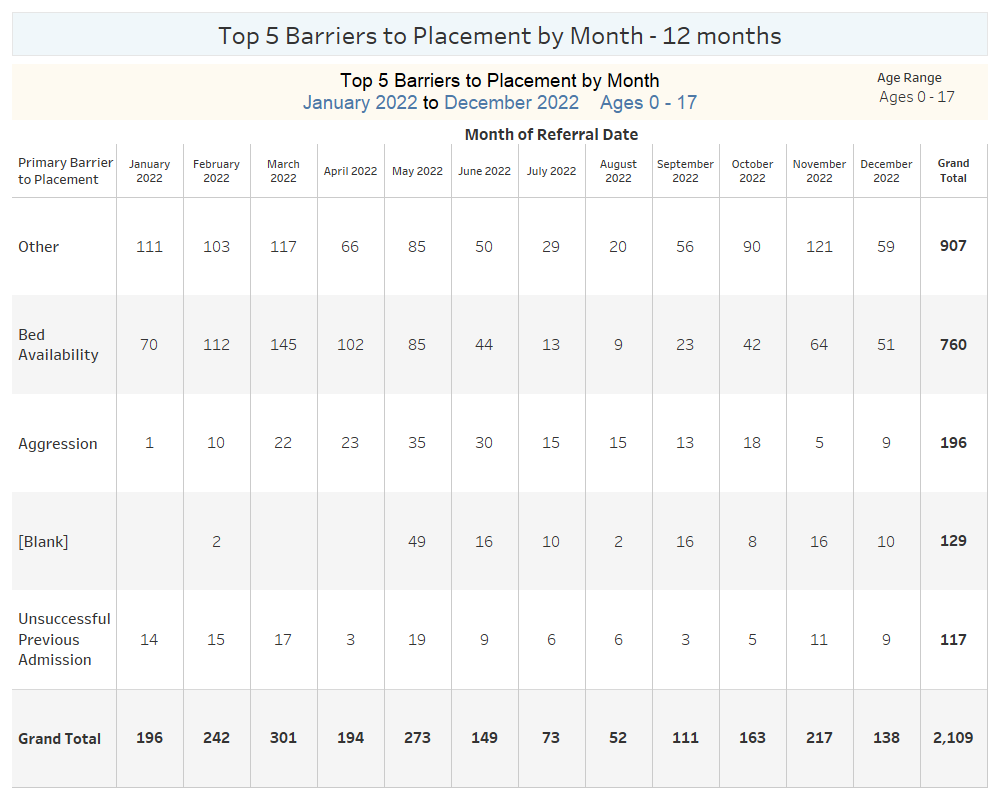 Top 5 Barriers to Placement by Month - 12 months
Top 5 Barriers to Placement by Month
January 2022 to December 2022 Ages 0 - 17
Age Range
Ages 0 - 17
Month of Referral Date
Primary Barrier to Placement January 2022 February 2022 March 2022 April 2022 May 2022 June 2022 July 2022 August 2022 September 2022 October 2022 November 2022 December 2022 Grand Total
Other 111 103 117 66 85 50 29 20 56 90 121 59 907
Bed Availability 70 112 145 102 85 44 13 9 23 42 64 51 760
Aggression 1 10 22 23 35 30 15 15 13 18 5 9 196
[Blank] 2 49 16 10 2 16 8 16 10 129
Unsuccessful Previous Admission 14 15 17 3 19 9 6 6 3 5 11 9 117
Grand Total 196 242 301 194 273 149 73 52 111 163 217 138 2,109